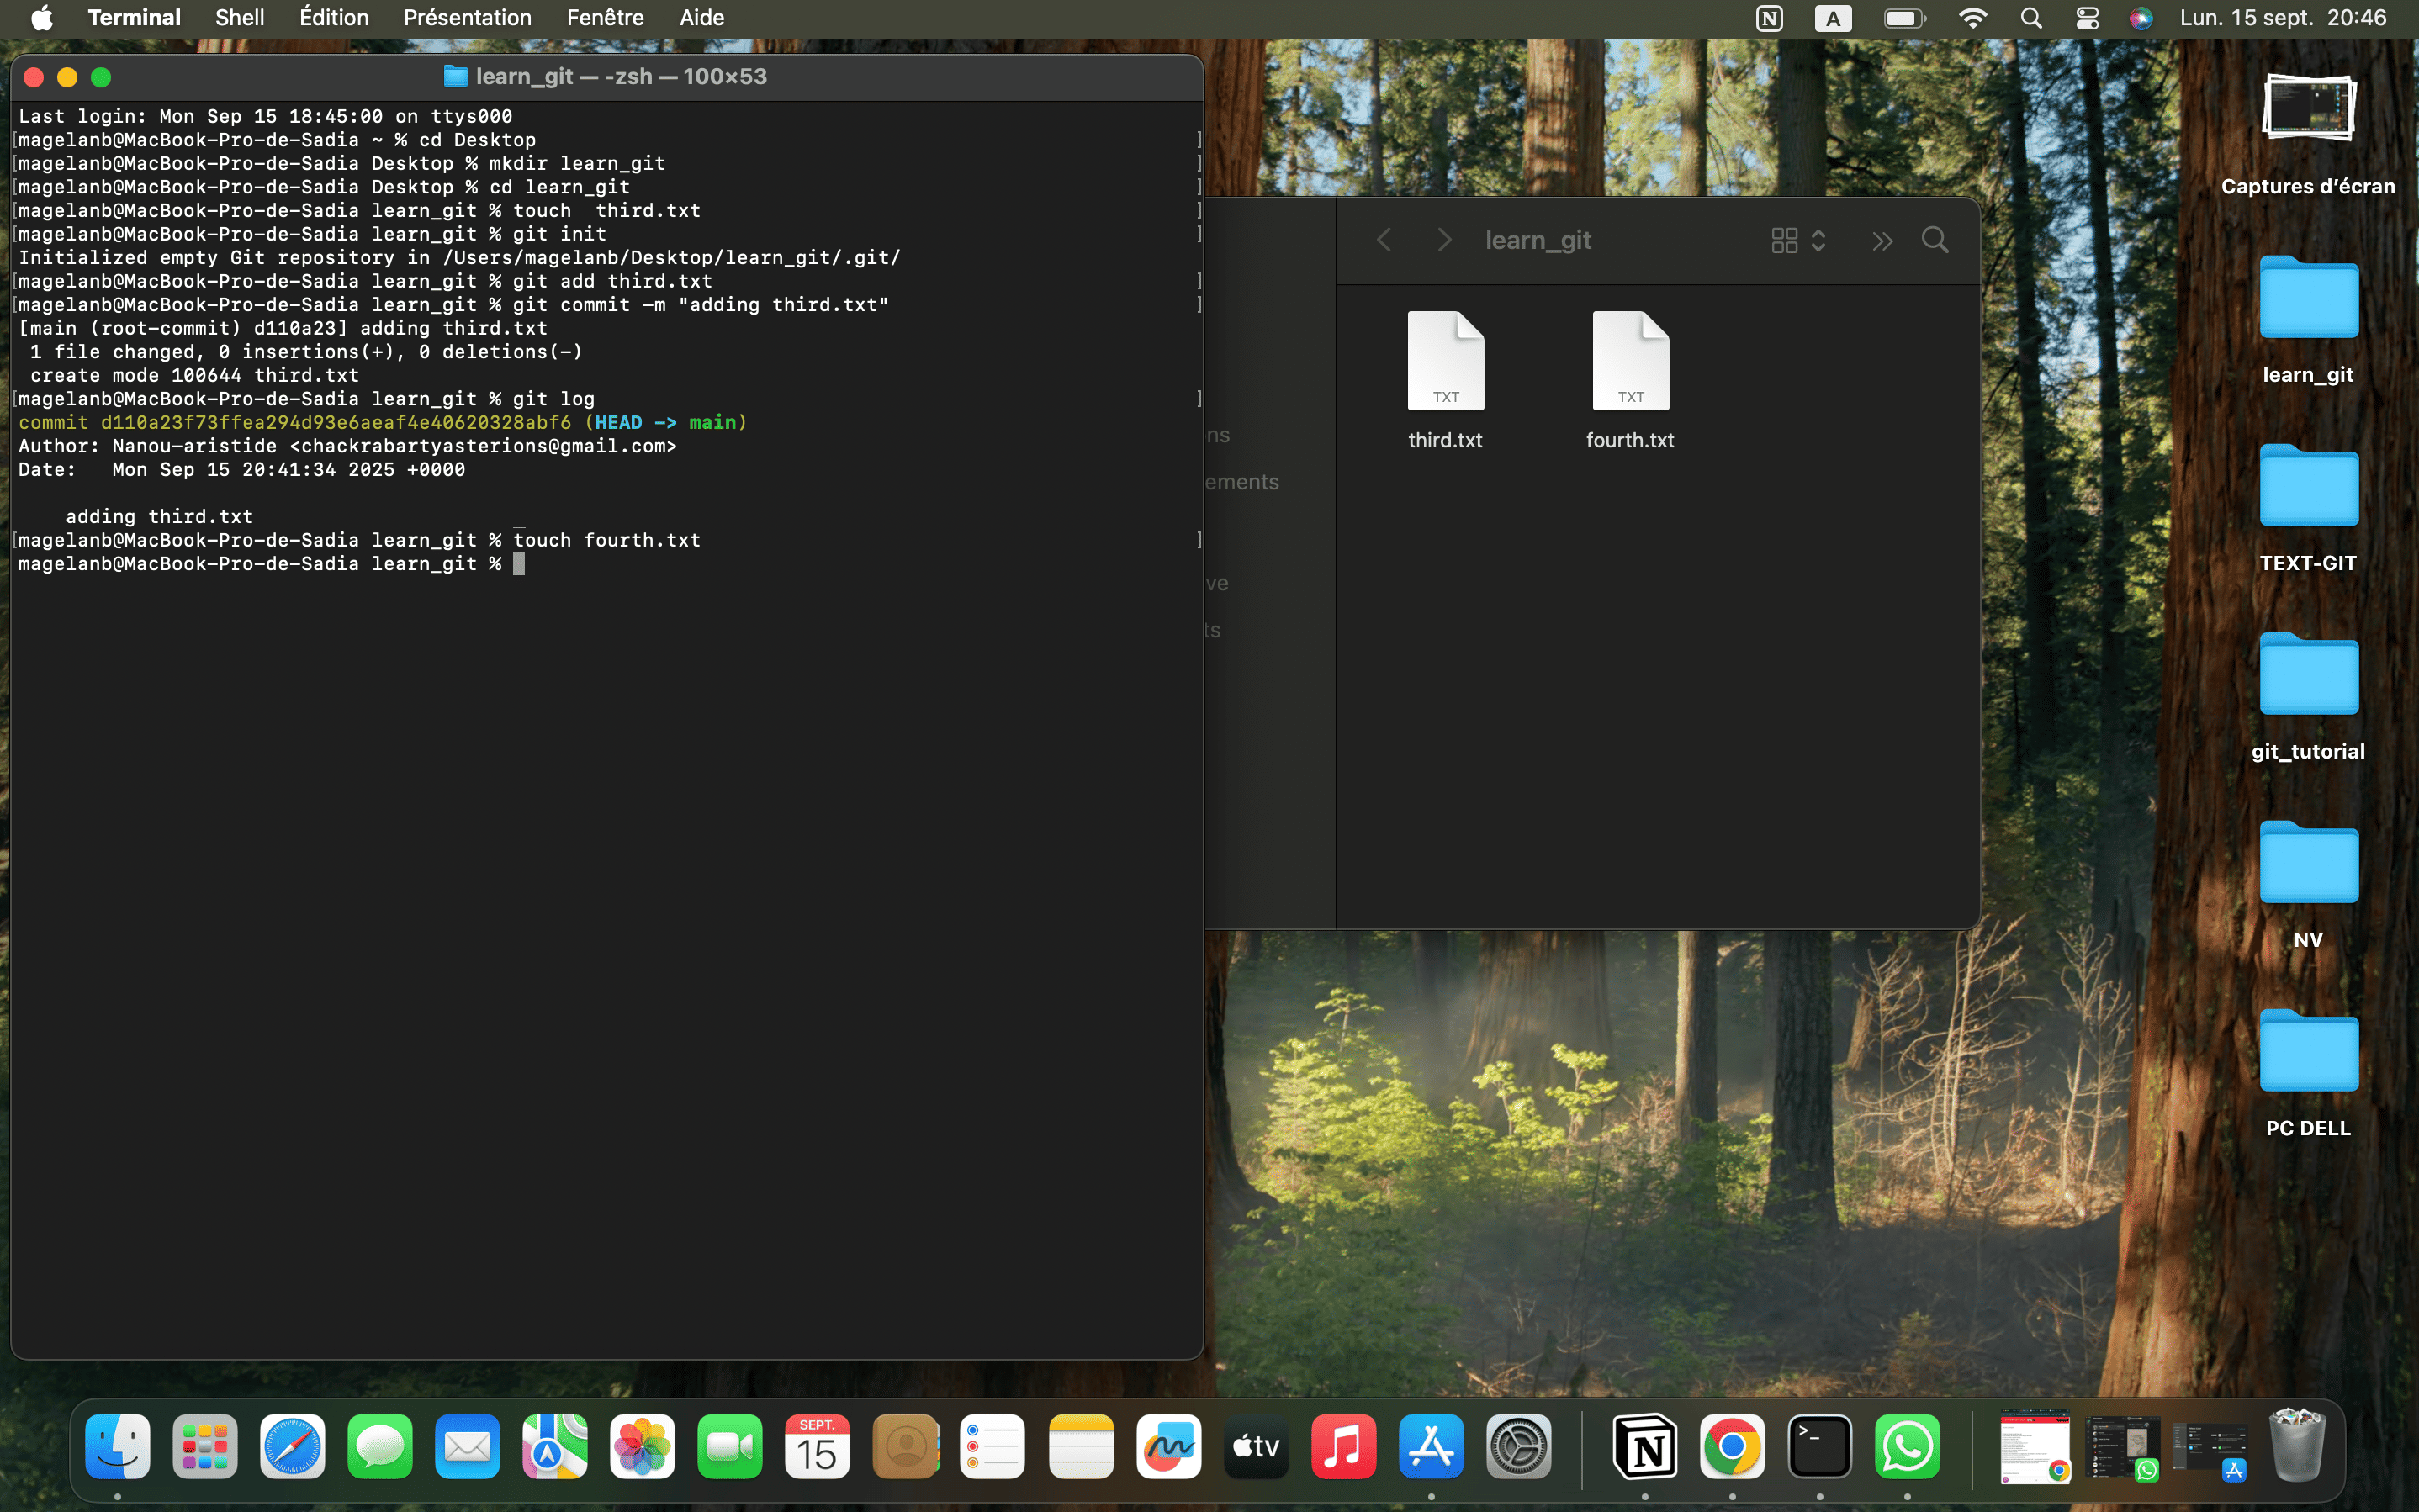 Terminal Shell Édition Présentation Fenêtre Aide
A
Lun. 15 sept. 20:46
learn_git — -zsh — 100×53
Last login: Mon Sep 15 18:45:00 on ttys000
[magelanb@MacBook-Pro-de-Sadia ~ % cd Desktop ]
[magelanb@MacBook-Pro-de-Sadia Desktop % mkdir learn_git ]
[magelanb@MacBook-Pro-de-Sadia Desktop % cd learn_git ]
[magelanb@MacBook-Pro-de-Sadia learn_git % touch  third.txt ]
[magelanb@MacBook-Pro-de-Sadia learn_git % git init ]
Initialized empty Git repository in /Users/magelanb/Desktop/learn_git/.git/
[magelanb@MacBook-Pro-de-Sadia learn_git % git add third.txt ]
[magelanb@MacBook-Pro-de-Sadia learn_git % git commit -m "adding third.txt" ]
[main (root-commit) d110a23] adding third.txt
 1 file changed, 0 insertions(+), 0 deletions(-)
 create mode 100644 third.txt
[magelanb@MacBook-Pro-de-Sadia learn_git % git log ]
commit d110a23f73ffea294d93e6aeaf4e40620328abf6 (HEAD -> main)
Author: Nanou-aristide <chackrabartyasterions@gmail.com>
Date:   Mon Sep 15 20:41:34 2025 +0000
    adding third.txt
[magelanb@MacBook-Pro-de-Sadia learn_git % touch fourth.txt ]
magelanb@MacBook-Pro-de-Sadia learn_git %
learn_git
ns
ements
ve
ts
TXT
third.txt
TXT
fourth.txt
Captures d'écran
learn_git
TEXT-GIT
git_tutorial
NV
PC DELL
SEPT.
15
tv
N
>_